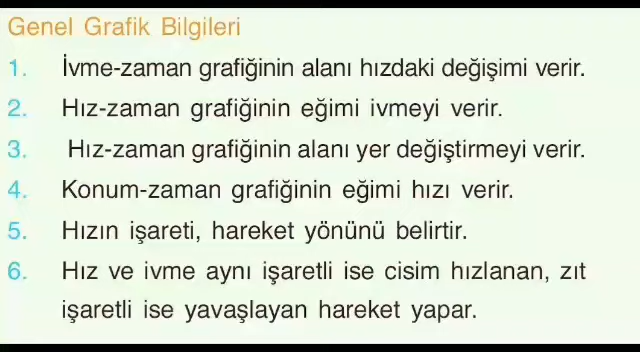 Genel Grafik Bilgileri
1. İvme-zaman grafiğinin alanı hızdaki değişimi verir.
2. Hız-zaman grafiğinin eğimi ivmeyi verir.
3. Hız-zaman grafiğinin alanı yer değiştirmeyi verir.
4. Konum-zaman grafiğinin eğimi hızı verir.
5. Hızın işareti, hareket yönünü belirtir.
6. Hız ve ivme aynı işaretli ise cisim hızlanan, zıt
işaretli ise yavaşlayan hareket yapar.